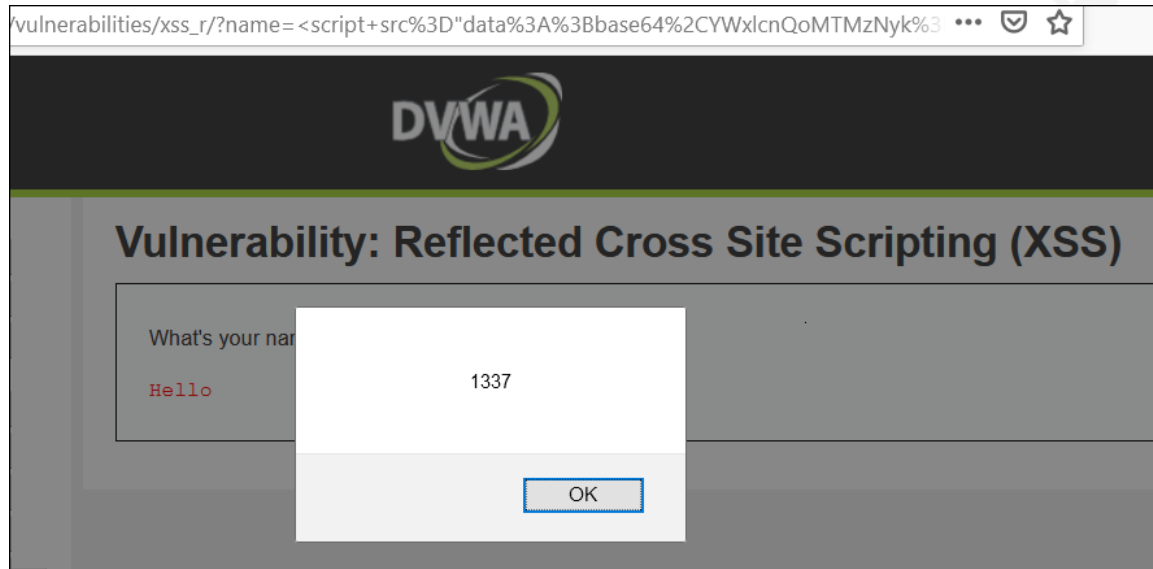 /vulnerabilities/xss_r/?name=<script+src%3D"data%3A%3Bbase64%2CYWxlcnQoMTMzNyk%3
DVWA
Vulnerability: Reflected Cross Site Scripting (XSS)
What's your nar
1337
Hello
OK